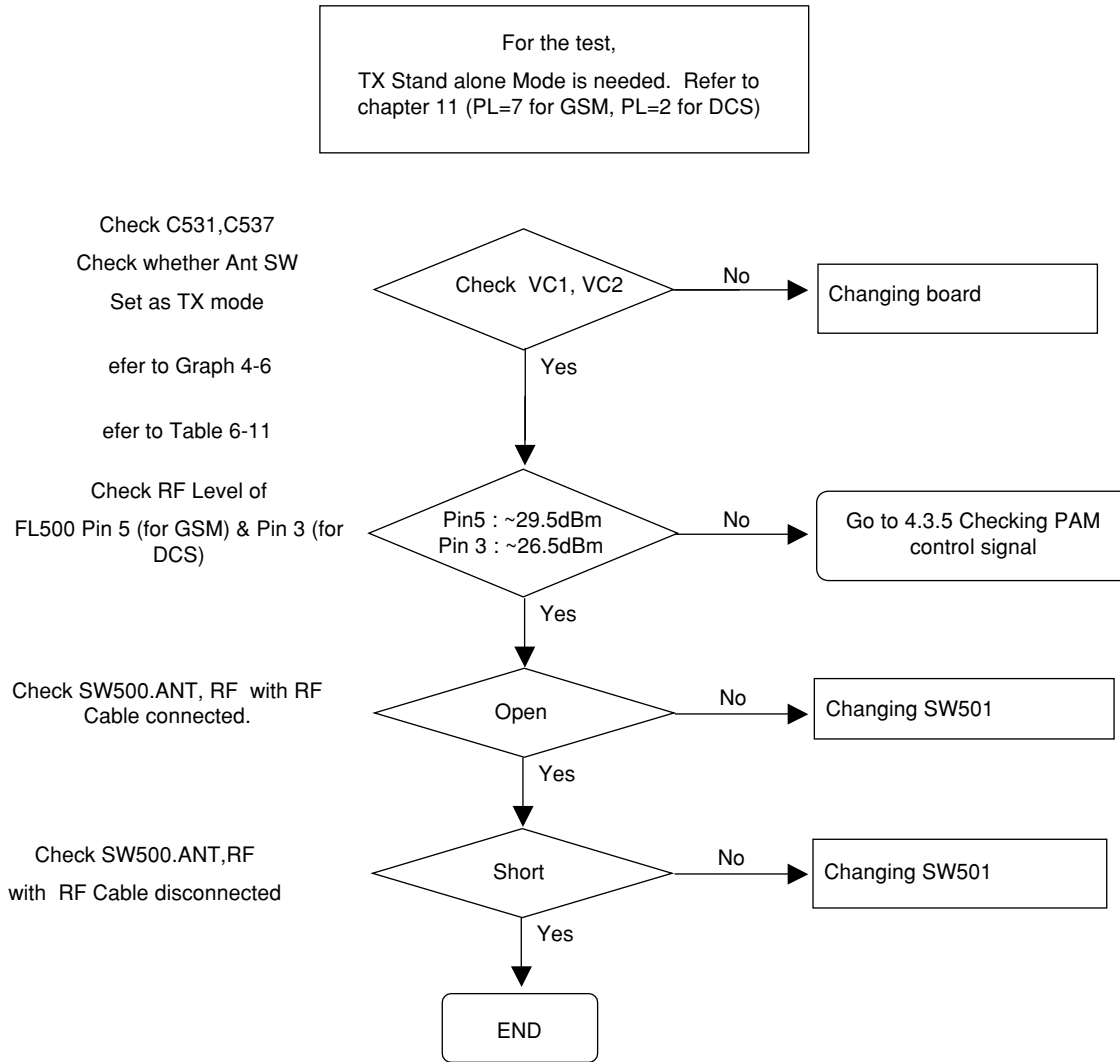 For the test,
TX Stand alone Mode is needed.  Refer to
chapter 11 (PL=7 for GSM, PL=2 for DCS)
Check C531,C537
Check whether Ant SW
Set as TX mode
efer to Graph 4-6
efer to Table 6-11
Check  VC1, VC2
No
Changing board
Yes
Check RF Level of
FL500 Pin 5 (for GSM) & Pin 3 (for
DCS)
Pin5 : ~29.5dBm
Pin 3 : ~26.5dBm
No
Go to 4.3.5 Checking PAM
control signal
Yes
Check SW500.ANT, RF  with RF
Cable connected.
Open
No
Changing SW501
Yes
Check SW500.ANT,RF
with  RF Cable disconnected
Short
No
Changing SW501
Yes
END